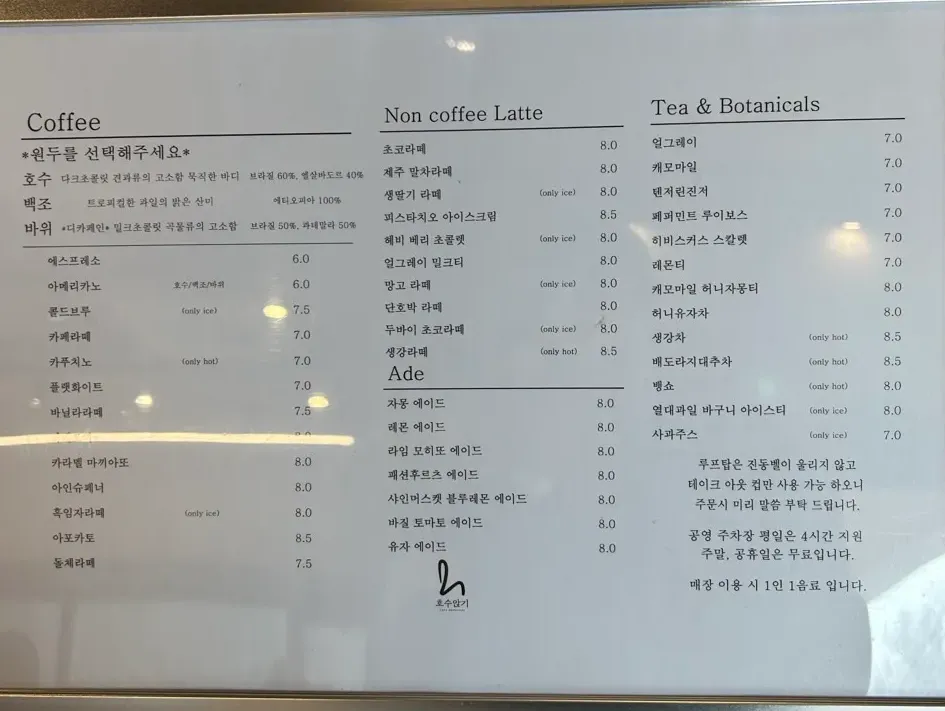 Coffee
*원두를 선택해주세요*
호수 다크초콜릿 견과류의 고소함 묵직한 바디 브라질 60%, 엘살바도르 40%
백조 트로피컬한 과일의 밝은 산미 에티오피아 100%
바위 *디카페인* 밀크초콜릿 곡물류의 고소함 브라질 50%, 과테말라 50%
에스프레소 6.0
아메리카노 호수/백조/바위 6.0
콜드브루 (only ice) 7.5
카페라떼 7.0
카푸치노 (only hot) 7.0
플랫화이트 7.0
바닐라라떼 7.5
카라멜 마끼아또 8.0
아인슈페너 8.0
흑임자라떼 (only ice) 8.0
아포카토 8.5
돌체라떼 7.5
Non coffee Latte
초코라떼 8.0
제주 말차라떼 8.0
생딸기 라떼 (only ice) 8.0
피스타치오 아이스크림 8.5
헤비 베리 초콜렛 (only ice) 8.0
얼그레이 밀크티 8.0
망고 라떼 (only ice) 8.0
단호박 라떼 8.0
두바이 초코라떼 (only ice) 8.0
생강라떼 (only hot) 8.5
Ade
자몽 에이드 8.0
레몬 에이드 8.0
라임 모히또 에이드 8.0
패션후르츠 에이드 8.0
샤인머스켓 블루레몬 에이드 8.0
바질 토마토 에이드 8.0
유자 에이드 8.0
호수앉기
Tea & Botanicals
얼그레이 7.0
캐모마일 7.0
텐저린진저 7.0
페퍼민트 루이보스 7.0
히비스커스 스칼렛 7.0
레몬티 7.0
캐모마일 허니자몽티 8.0
허니유자차 8.0
생강차 (only hot) 8.5
배도라지대추차 (only hot) 8.5
뱅쇼 (only hot) 8.0
열대과일 바구니 아이스티 (only ice) 8.0
사과주스 (only ice) 7.0
루프탑은 진동벨이 울리지 않고
테이크 아웃 컵만 사용 가능 하오니
주문시 미리 말씀 부탁 드립니다.
공영 주차장 평일은 4시간 지원
주말, 공휴일은 무료입니다.
매장 이용 시 1인 1음료 입니다.